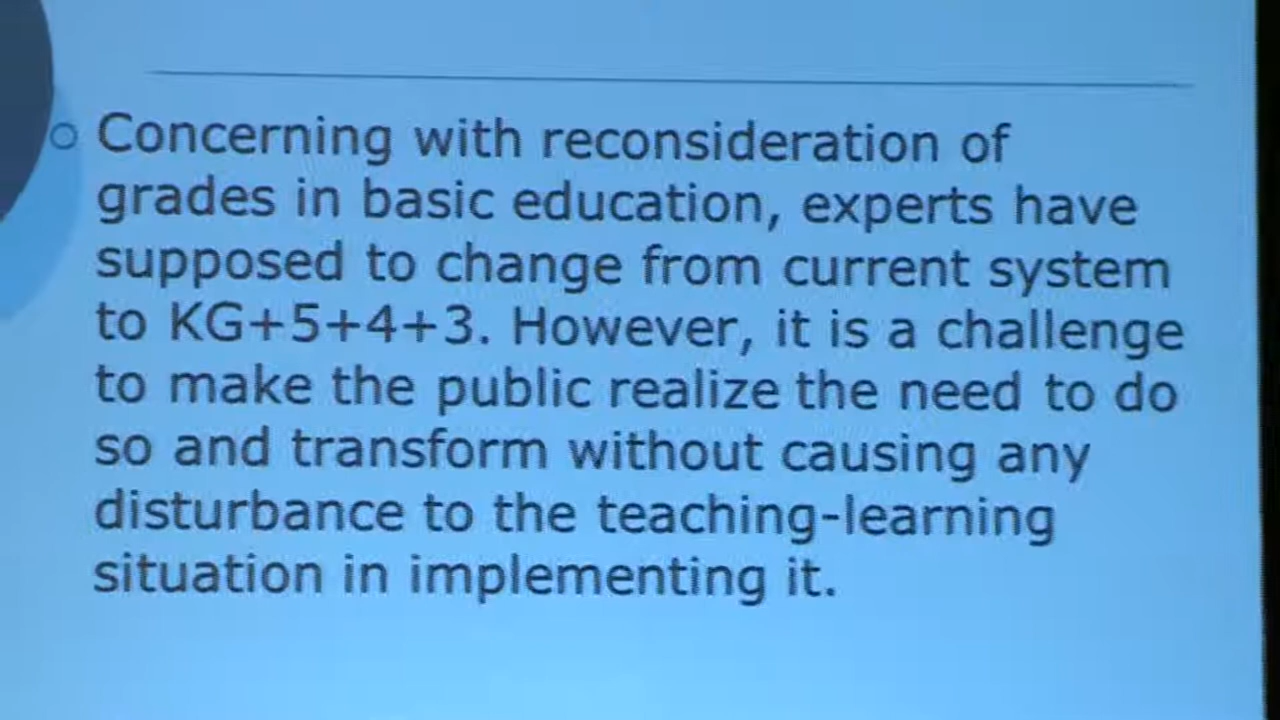 Concerning with reconsideration of
grades in basic education, experts have
supposed to change from current system
to KG+5+4+3. However, it is a challenge
to make the public realize the need to do
so and transform without causing any
disturbance to the teaching-learning
situation in implementing it.